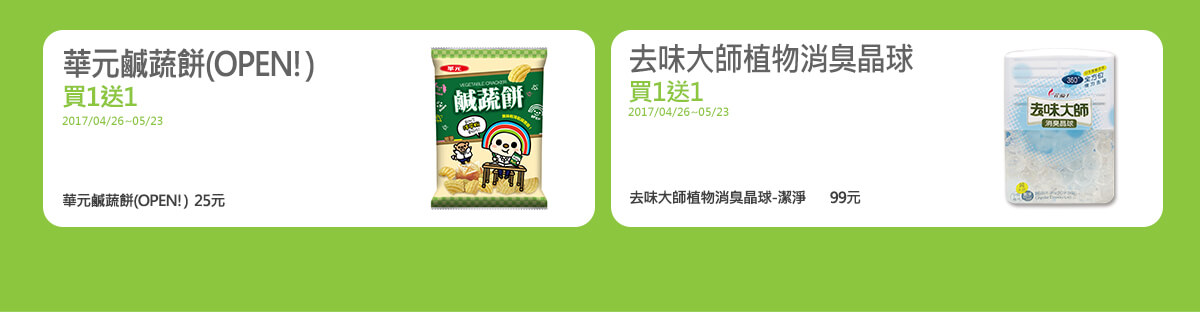 華元鹹蔬餅(OPEN!)
買1送1
2017/04/26~05/23
華元鹹蔬餅(OPEN!) 25元
華元
VEGETABLE CRACKER
鹹蔬餅
去味大師植物消臭晶球
買1送1
2017/04/26~05/23
去味大師植物消臭晶球-潔淨 99元
360°
去味大師
消臭晶球